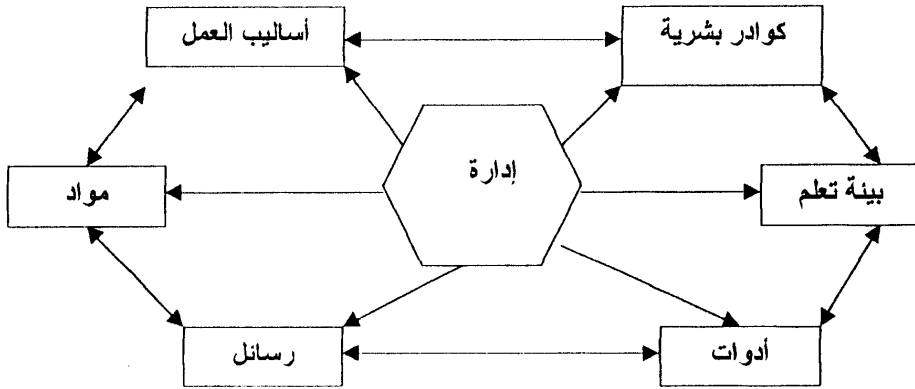 كوادر بشرية
أساليب العمل
إدارة
بيئة تعلم
مواد
أدوات
رسائل